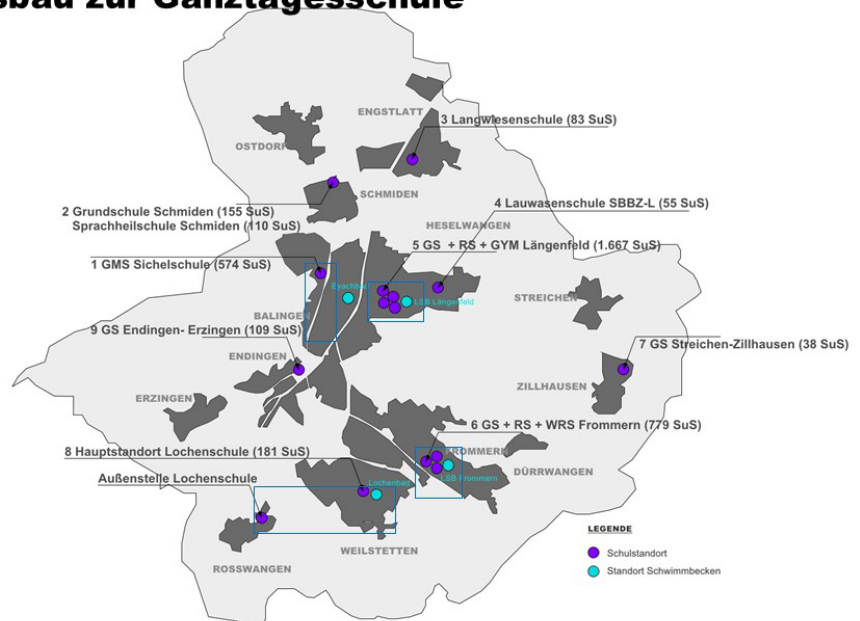 sbau zur Ganztagesschule
ENGSTLATT
3 Langwiesenschule (83 SuS)
OSTDORF
SCHMIDEN
4 Lauwasenschule SBBZ-L (55 SuS)
2 Grundschule Schmiden (155 SuS)
Sprachheilschule Schmiden (110 SuS)
HESELWANGEN
5 GS + RS + GYM Längenfeld (1.667 SuS)
1 GMS Sichelschule (574 SuS)
Eyachbad
LSB Längenfeld
STREICHEN
BALINGEN
9 GS Endingen- Erzingen (109 SuS)
7 GS Streichen-Zillhausen (38 SuS)
ENDINGEN
ZILLHAUSEN
ERZINGEN
6 GS + RS + WRS Frommern (779 SuS)
8 Hauptstandort Lochenschule (181 SuS)
FROMMERN
DÜRRWANGEN
Außenstelle Lochenschule
Lochenbad
LSB Frommern
LEGENDE
WEILSTETTEN
Schulstandort
ROSSWANGEN
Standort Schwimmbecken